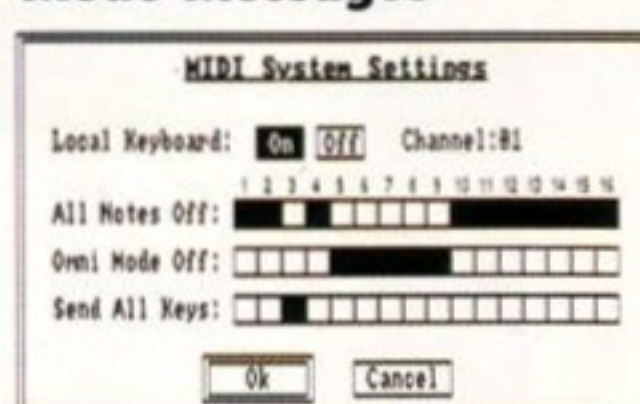 MIDI System Settings
Local Keyboard: On Off Channel:01
1 2 3 4 5 6 7 8 9 10 11 12 13 14 15 16
All Notes Off:
Omni Mode Off:
Send All Keys:
Ok Cancel